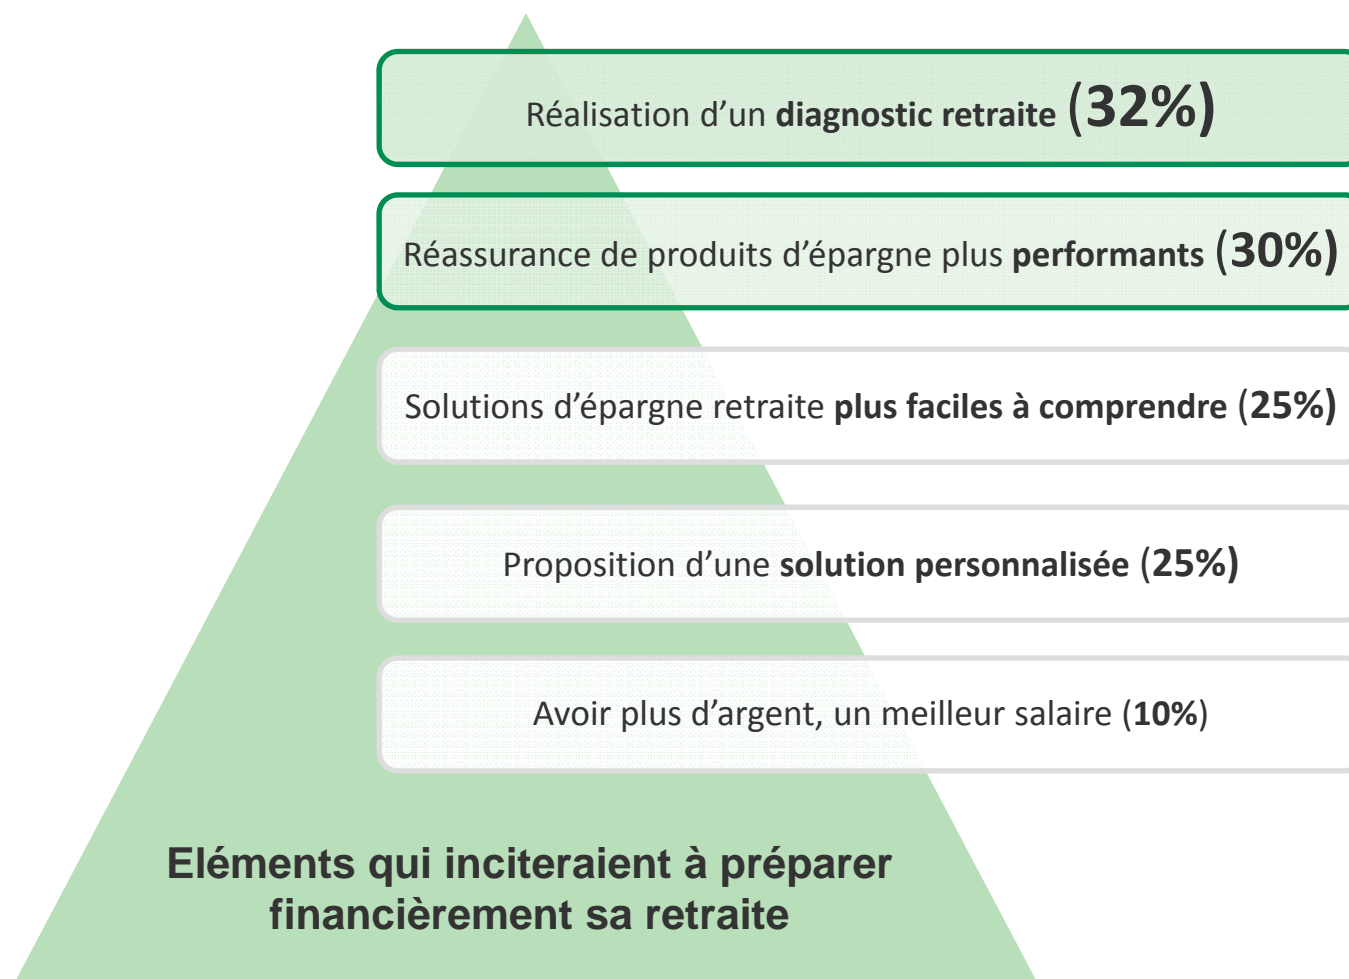 Réalisation d’un diagnostic retraite (32%)
Réassurance de produits d’épargne plus performants (30%)
Solutions d’épargne retraite plus faciles à comprendre (25%)
Proposition d’une solution personnalisée (25%)
Avoir plus d’argent, un meilleur salaire (10%)
Eléments qui inciteraient à préparer
financièrement sa retraite